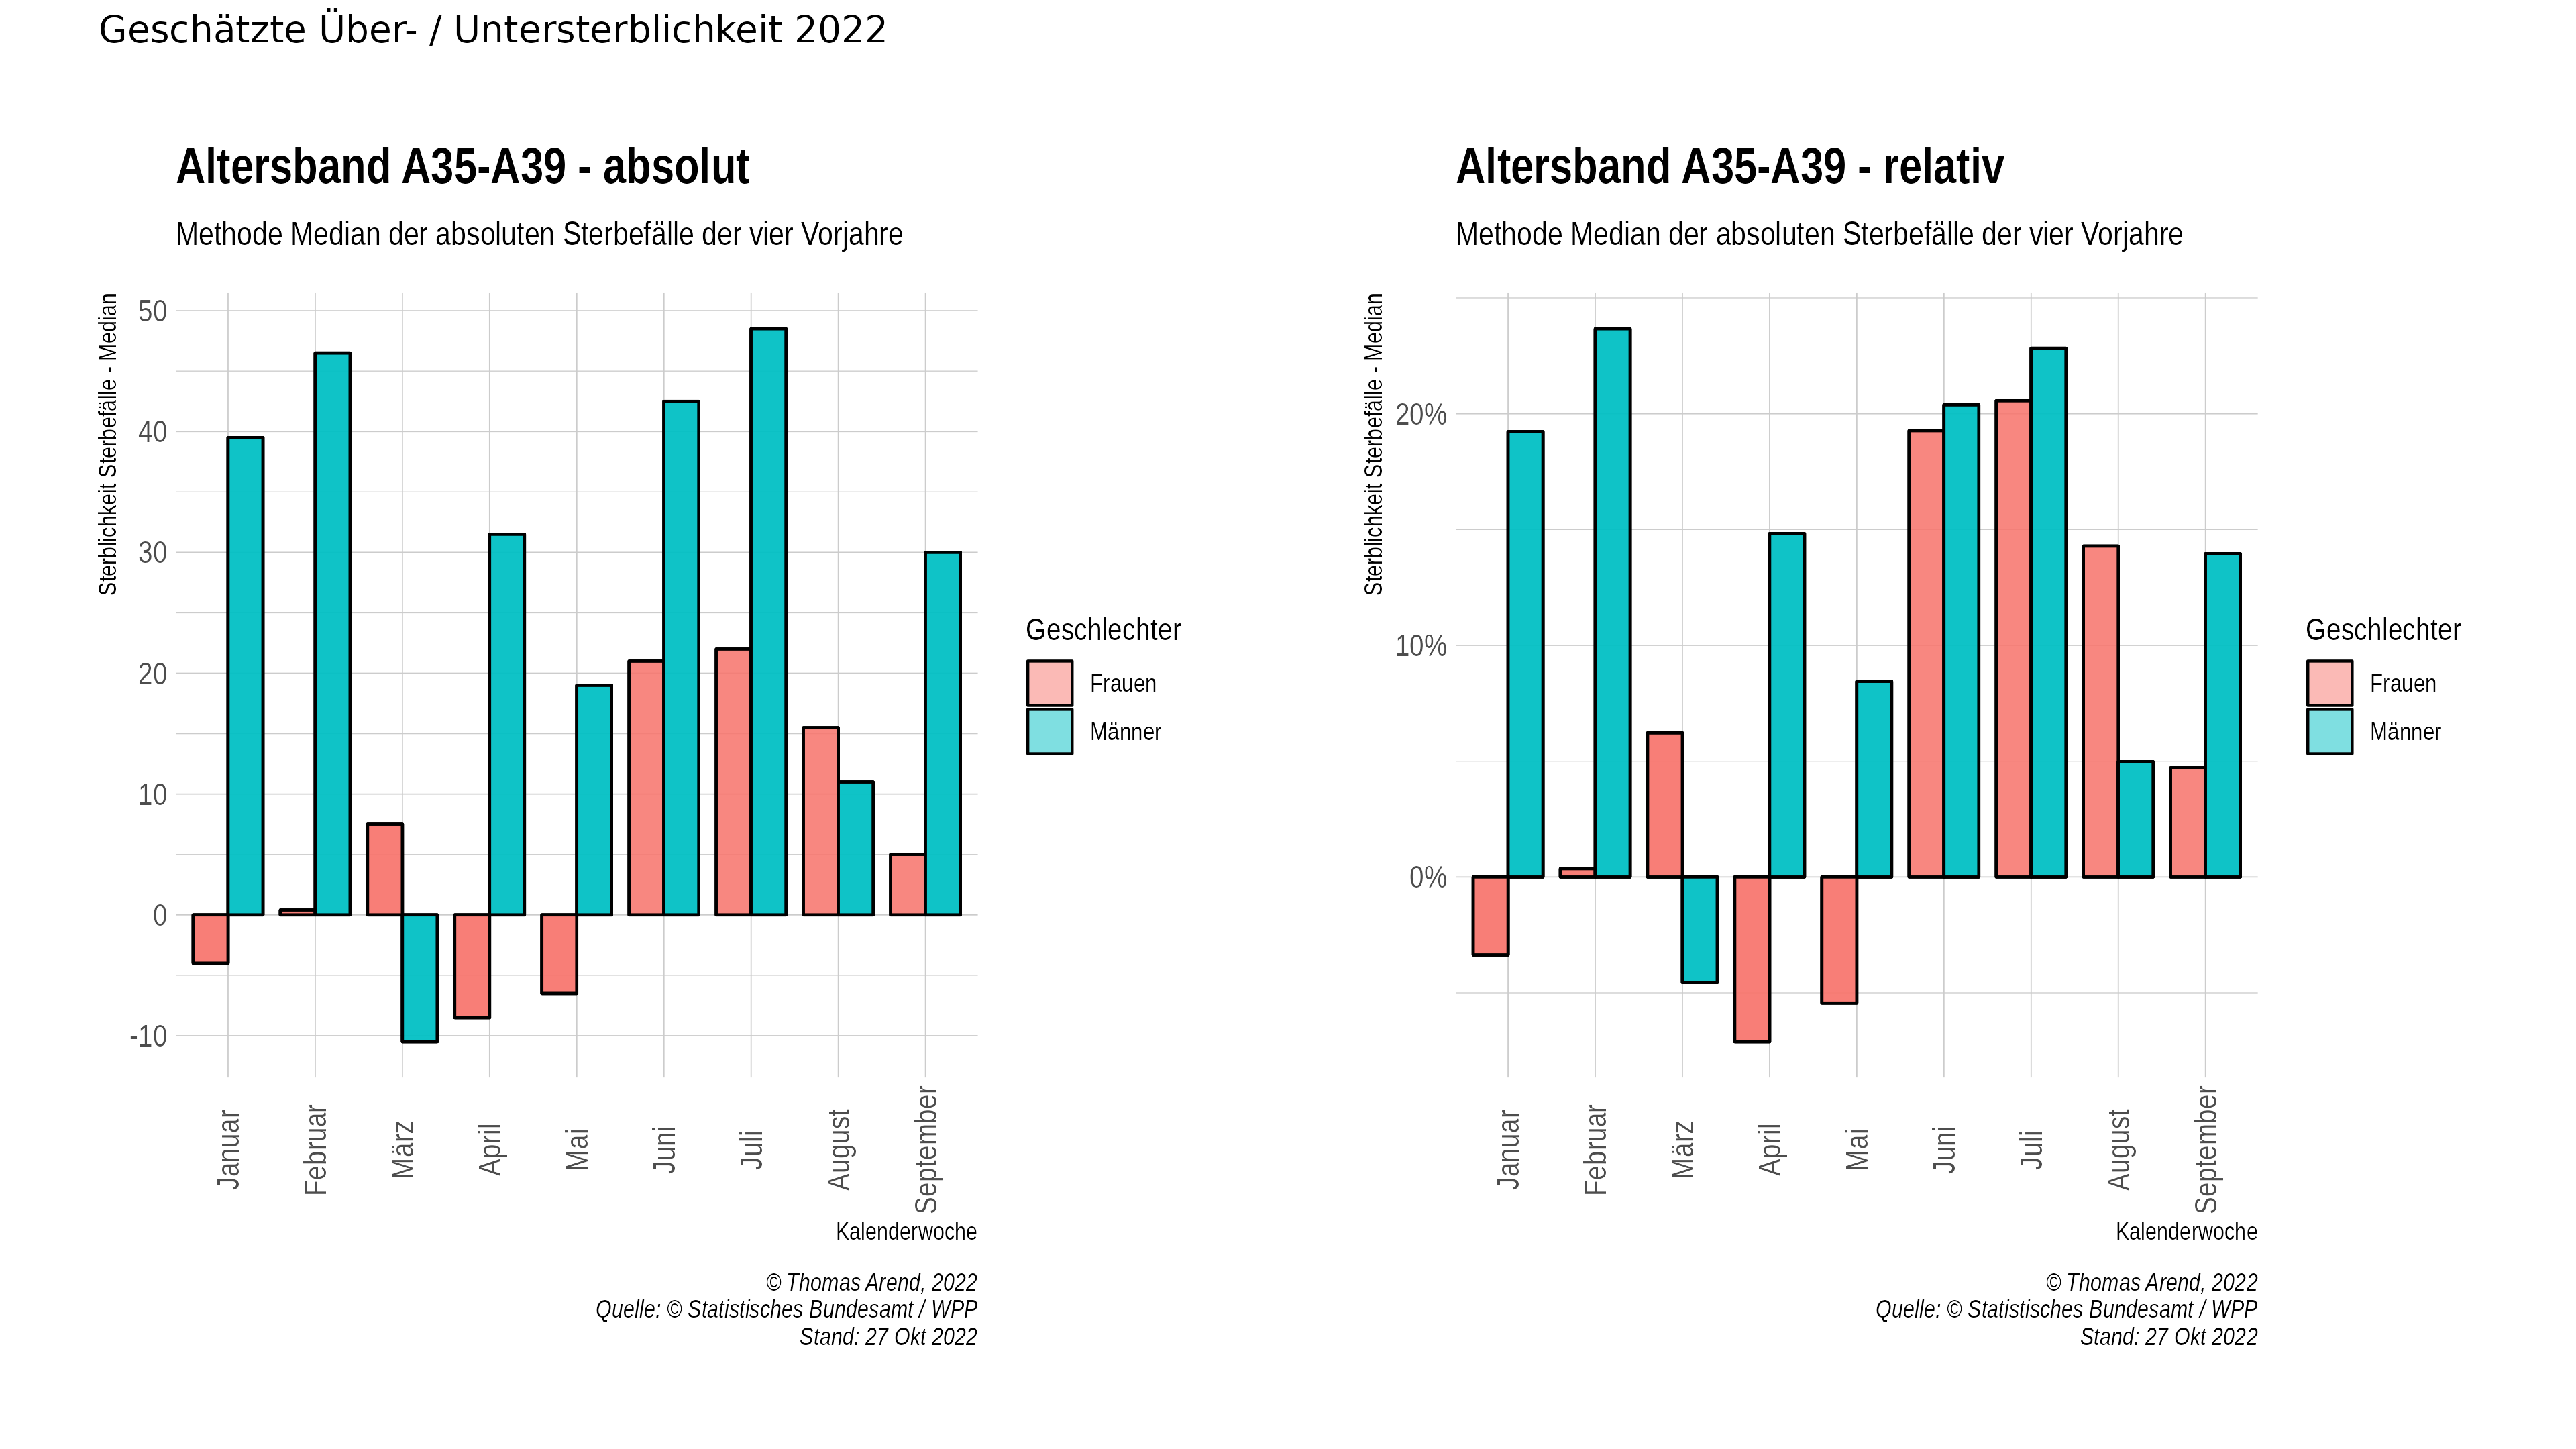 Geschätzte Über- / Untersterblichkeit 2022
Altersband A35-A39 - absolut
Methode Median der absoluten Sterbefälle der vier Vorjahre
Sterblichkeit Sterbefälle - Median
50
40
30
20
10
0
-10
Januar
Februar
März
April
Mai
Juni
Juli
August
September
Kalenderwoche
Geschlechter
Frauen
Männer
© Thomas Arend, 2022
Quelle: © Statistisches Bundesamt / WPP
Stand: 27 Okt 2022
Altersband A35-A39 - relativ
Methode Median der absoluten Sterbefälle der vier Vorjahre
Sterblichkeit Sterbefälle - Median
20%
10%
0%
Januar
Februar
März
April
Mai
Juni
Juli
August
September
Kalenderwoche
Geschlechter
Frauen
Männer
© Thomas Arend, 2022
Quelle: © Statistisches Bundesamt / WPP
Stand: 27 Okt 2022